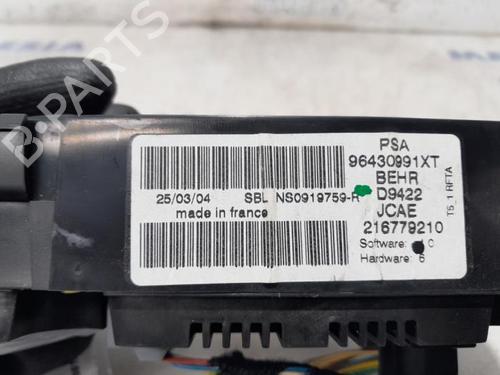 PSA
96430991XT
BEHR
D9422
JCAE
216779210
Software: 0
Hardware: 6
T5_1 RFTA
25/03/04 SBL NS0919759-R
made in france
B-Parts